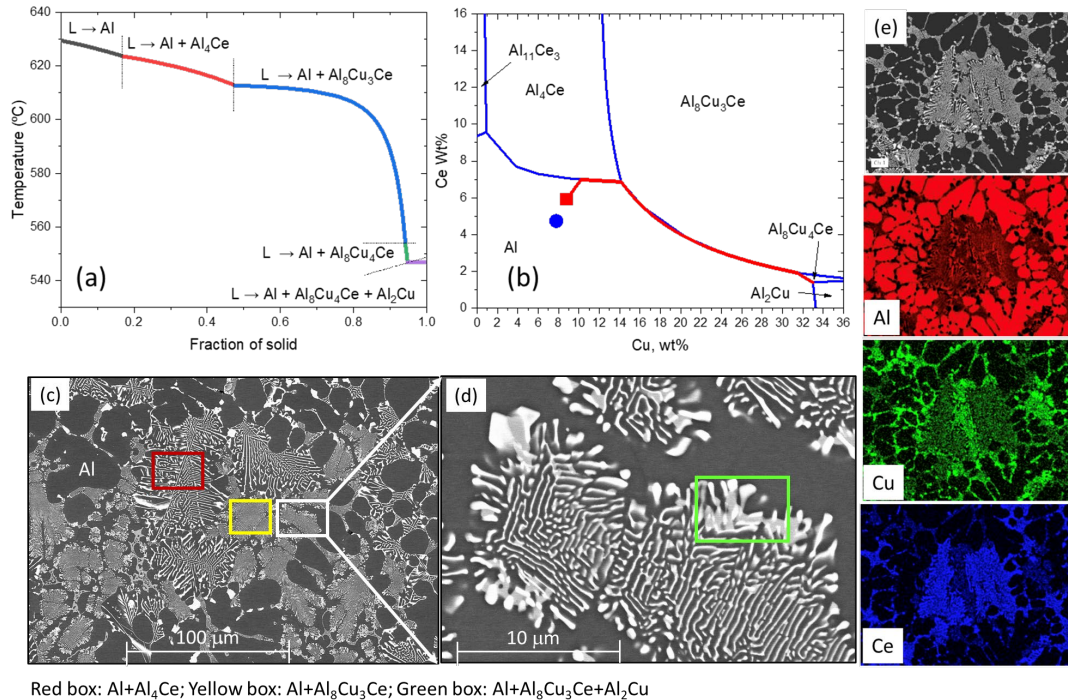 (a)
L → Al
L → Al + Al₄Ce
L → Al + Al₈Cu₃Ce
L → Al + Al₈Cu₄Ce
L → Al + Al₈Cu₄Ce + Al₂Cu
Temperature (ºC)
630
620
610
600
580
560
540
0.0
0.2
0.4
0.6
0.8
1.0
Fraction of solid
(b)
Ce Wt%
16
14
12
10
8
6
4
2
0
Al₁₁Ce₃
Al₄Ce
Al₈Cu₃Ce
Al
Al₈Cu₄Ce
Al₂Cu
0 2 4 6 8 10 12 14 16 18 20 22 24 26 28 30 32 34 36
Cu, wt%
(c)
Al
100 μm
(d)
10 μm
(e)
Al
Cu
Ce
Red box: Al+Al₄Ce; Yellow box: Al+Al₈Cu₃Ce; Green box: Al+Al₈Cu₃Ce+Al₂Cu